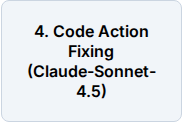 4. Code Action
Fixing
(Claude-Sonnet-
4.5)